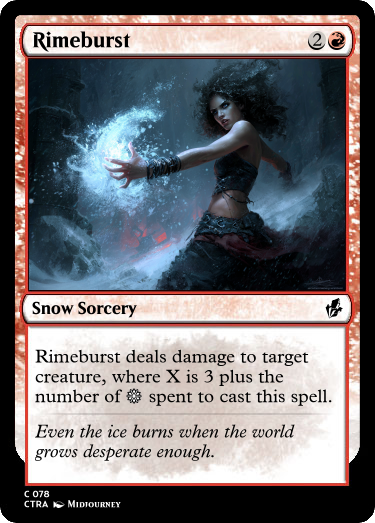 Rimeburst 2
Snow Sorcery
Rimeburst deals damage to target
creature, where X is 3 plus the
number of spent to cast this spell.
Even the ice burns when the world
grows desperate enough.
C 078
CTRA Midjourney